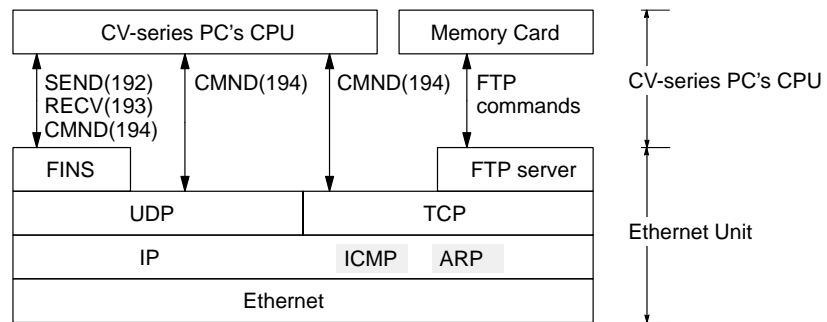 CV-series PC's CPU
Memory Card
SEND(192)
RECV(193)
CMND(194)
CMND(194)
CMND(194)
FTP
commands
CV-series PC's CPU
FINS
FTP server
UDP
TCP
Ethernet Unit
IP
ICMP
ARP
Ethernet